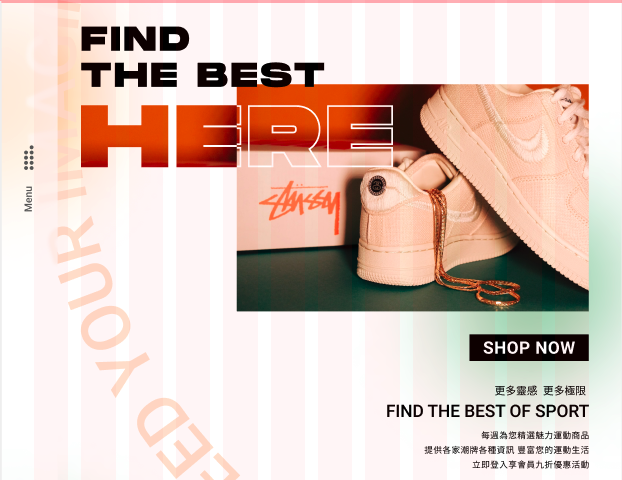 FIND
THE BEST
HERE
STÜSSY
Menu
YOUR
SHOP NOW
更多靈感 更多極限
FIND THE BEST OF SPORT
每週為您精選魅力運動商品
提供各家潮牌各種資訊 豐富您的運動生活
立即登入享會員九折優惠活動